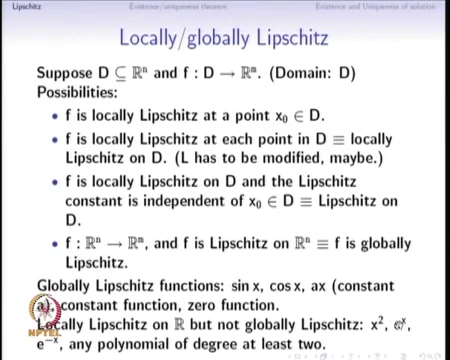 Lipschitz Existence/uniqueness theorem Existence and Uniqueness of solution
Locally/globally Lipschitz
Suppose D ⊆ ℝⁿ and f : D → ℝⁿ. (Domain: D)
Possibilities:
• f is locally Lipschitz at a point x₀ ∈ D.
• f is locally Lipschitz at each point in D ≡ locally
Lipschitz on D. (L has to be modified, maybe.)
• f is locally Lipschitz on D and the Lipschitz
constant is independent of x₀ ∈ D ≡ Lipschitz on
D.
• f : ℝⁿ → ℝⁿ, and f is Lipschitz on ℝⁿ ≡ f is globally
Lipschitz.
Globally Lipschitz functions: sin x, cos x, ax (constant
a), constant function, zero function.
Locally Lipschitz on ℝ but not globally Lipschitz: x², eˣ,
e⁻ˣ, any polynomial of degree at least two.
NPTEL